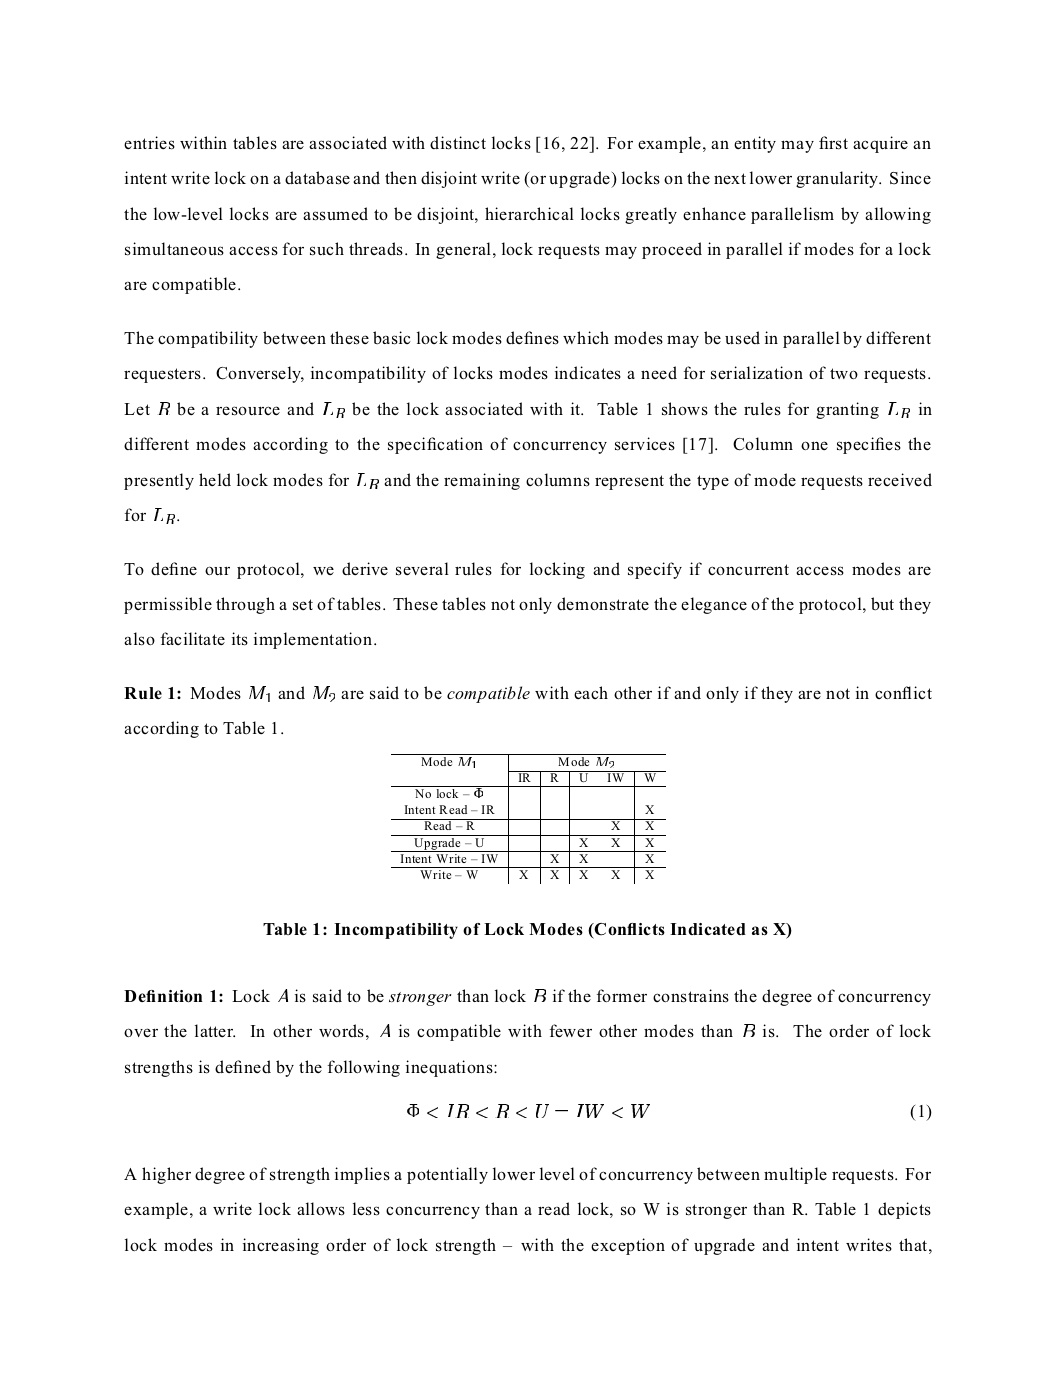 entries within tables are associated with distinct locks [16, 22]. For example, an entity may first acquire an
intent write lock on a database and then disjoint write (or upgrade) locks on the next lower granularity. Since
the low-level locks are assumed to be disjoint, hierarchical locks greatly enhance parallelism by allowing
simultaneous access for such threads. In general, lock requests may proceed in parallel if modes for a lock
are compatible.
The compatibility between these basic lock modes defines which modes may be used in parallel by different
requesters. Conversely, incompatibility of locks modes indicates a need for serialization of two requests.
Let R be a resource and L_R be the lock associated with it. Table 1 shows the rules for granting L_R in
different modes according to the specification of concurrency services [17]. Column one specifies the
presently held lock modes for L_R and the remaining columns represent the type of mode requests received
for L_R.
To define our protocol, we derive several rules for locking and specify if concurrent access modes are
permissible through a set of tables. These tables not only demonstrate the elegance of the protocol, but they
also facilitate its implementation.
Rule 1: Modes M₁ and M₂ are said to be compatible with each other if and only if they are not in conflict
according to Table 1.
Mode M₁ Mode M₂
IR R U IW W
No lock – Φ
Intent Read – IR X
Read – R X X
Upgrade – U X X X
Intent Write – IW X X X
Write – W X X X X X
Table 1: Incompatibility of Lock Modes (Conflicts Indicated as X)
Definition 1: Lock A is said to be stronger than lock B if the former constrains the degree of concurrency
over the latter. In other words, A is compatible with fewer other modes than B is. The order of lock
strengths is defined by the following inequations:
Φ < IR < R < U = IW < W (1)
A higher degree of strength implies a potentially lower level of concurrency between multiple requests. For
example, a write lock allows less concurrency than a read lock, so W is stronger than R. Table 1 depicts
lock modes in increasing order of lock strength – with the exception of upgrade and intent writes that,